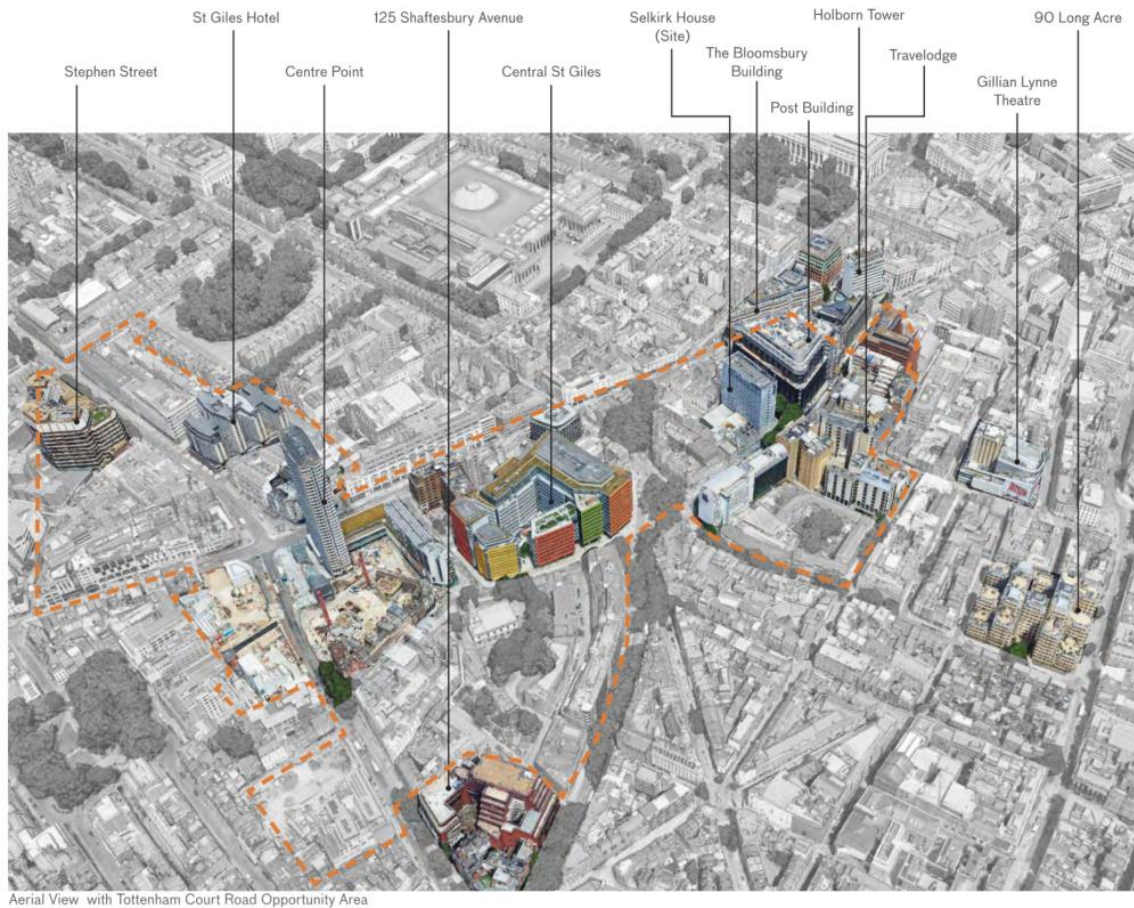 St Giles Hotel
125 Shaftesbury Avenue
Selkirk House
(Site)
Holborn Tower
90 Long Acre
Stephen Street
Centre Point
Central St Giles
The Bloomsbury
Building
Travelodge
Post Building
Gillian Lynne
Theatre
Aerial View with Tottenham Court Road Opportunity Area